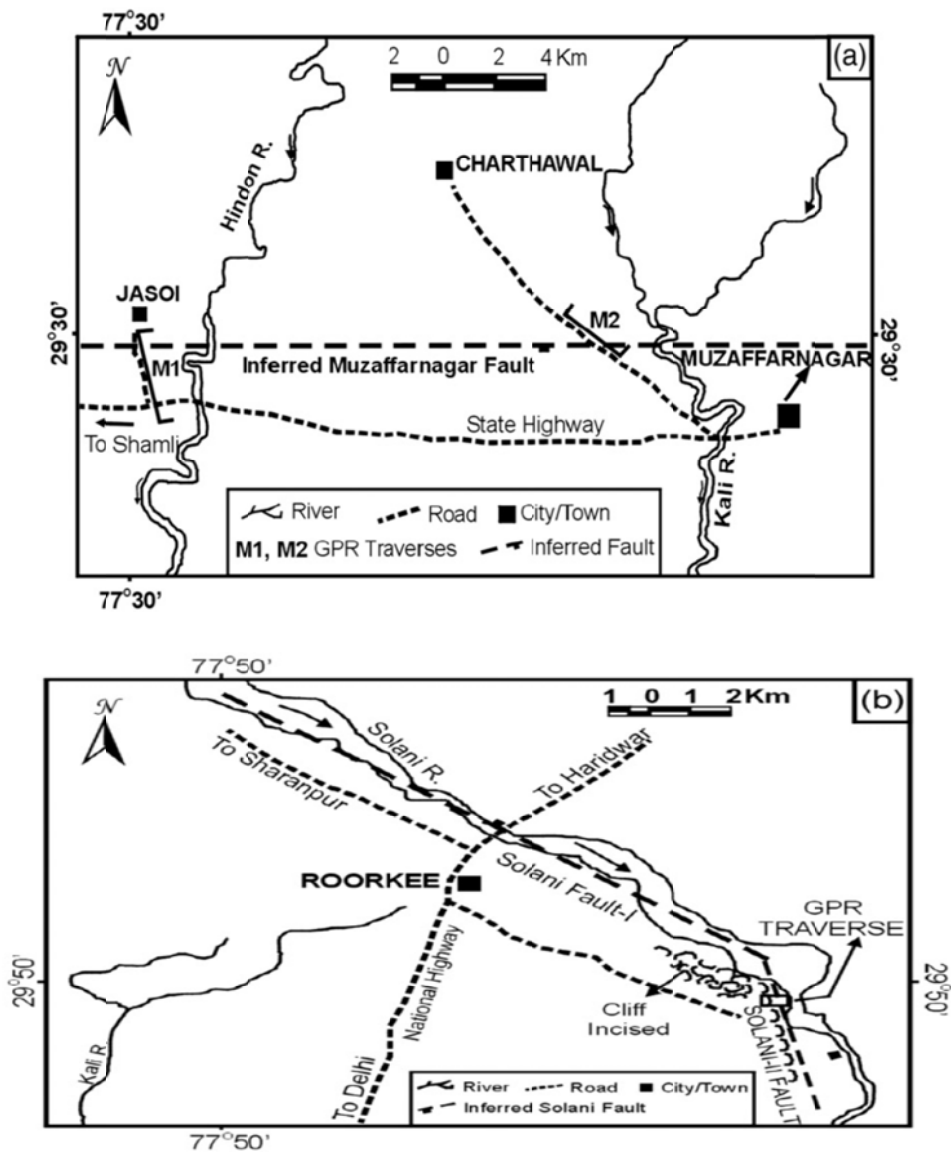 77°30'
(a)
N
2 0 2 4 Km
Hindon R.
CHARTHAWAL
JASOI
29°30'
29°30'
M1
M2
Inferred Muzaffarnagar Fault
MUZAFFARNAGAR
State Highway
To Shamli
Kali R.
River Road City/Town
M1, M2 GPR Traverses Inferred Fault
77°30'
77°50'
(b)
N
1 0 1 2 Km
Solani R.
To Sharanpur
To Haridwar
ROORKEE
Solani Fault-I
GPR
TRAVERSE
29°50'
29°50'
National Highway
Cliff
Incised
SOLANI-II FAULT
Kali R.
To Delhi
River Road City/Town
Inferred Solani Fault
77°50'